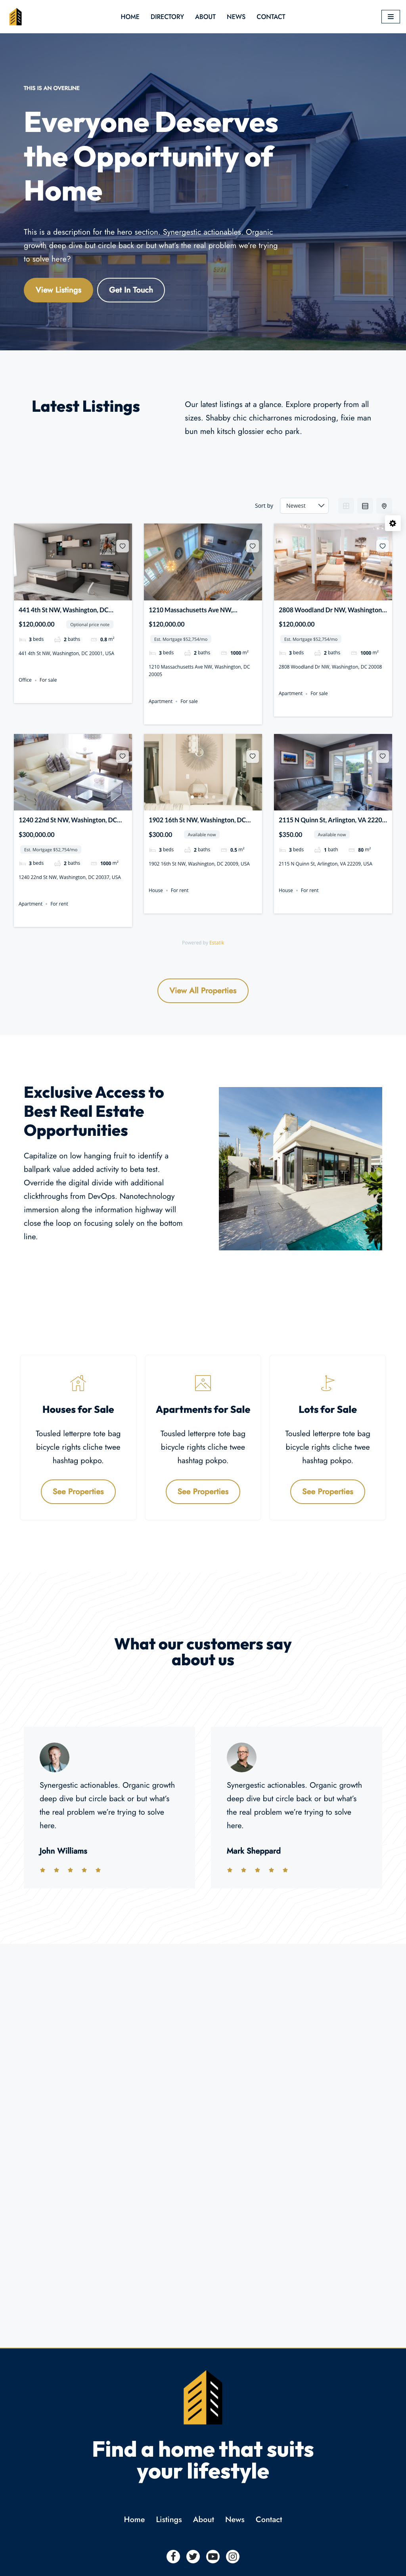 HOME DIRECTORY ABOUT NEWS CONTACT
THIS IS AN OVERLINE
Everyone Deserves
the Opportunity of
Home
This is a description for the hero section. Synergestic actionables. Organic
growth deep dive but circle back or but what's the real problem we're trying
to solve here?
View Listings Get In Touch
Latest Listings
Our latest listings at a glance. Explore property from all
sizes. Shabby chic chicharrones microdosing, fixie man
bun meh kitsch glossier echo park.
Sort by Newest
441 4th St NW, Washington, DC...
$120,000.00 Optional price note
3 beds 2 baths 0.8 m²
441 4th St NW, Washington, DC 20001, USA
Office - For sale
1210 Massachusetts Ave NW,...
$120,000.00
Est. Mortgage $52,754/mo
3 beds 2 baths 1000 m²
1210 Massachusetts Ave NW, Washington, DC
20005
Apartment - For sale
2808 Woodland Dr NW, Washington...
$120,000.00
Est. Mortgage $52,754/mo
3 beds 2 baths 1000 m²
2808 Woodland Dr NW, Washington, DC 20008
Apartment - For sale
1240 22nd St NW, Washington, DC...
$300,000.00
Est. Mortgage $52,754/mo
3 beds 2 baths 1000 m²
1240 22nd St NW, Washington, DC 20037, USA
Apartment - For rent
1902 16th St NW, Washington, DC...
$300.00 Available now
3 beds 2 baths 0.5 m²
1902 16th St NW, Washington, DC 20009, USA
House - For rent
2115 N Quinn St, Arlington, VA 2220...
$350.00 Available now
3 beds 1 bath 80 m²
2115 N Quinn St, Arlington, VA 22209, USA
House - For rent
Powered by Estatik
View All Properties
Exclusive Access to
Best Real Estate
Opportunities
Capitalize on low hanging fruit to identify a
ballpark value added activity to beta test.
Override the digital divide with additional
clickthroughs from DevOps. Nanotechnology
immersion along the information highway will
close the loop on focusing solely on the bottom
line.
Houses for Sale
Tousled letterpre tote bag
bicycle rights cliche twee
hashtag pokpo.
See Properties
Apartments for Sale
Tousled letterpre tote bag
bicycle rights cliche twee
hashtag pokpo.
See Properties
Lots for Sale
Tousled letterpre tote bag
bicycle rights cliche twee
hashtag pokpo.
See Properties
What our customers say
about us
Synergestic actionables. Organic growth
deep dive but circle back or but what's
the real problem we're trying to solve
here.
John Williams
Synergestic actionables. Organic growth
deep dive but circle back or but what's
the real problem we're trying to solve
here.
Mark Sheppard
Find a home that suits
your lifestyle
Home Listings About News Contact